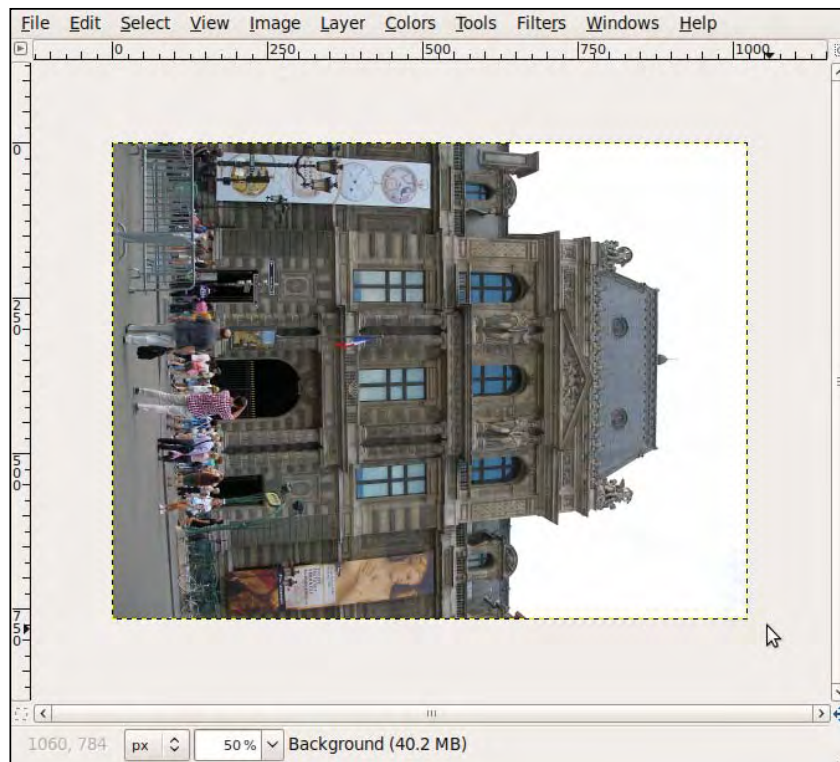 File Edit Select View Image Layer Colors Tools Filters Windows Help
0 250 500 750 1000
0
250
500
750
1060, 784 px 50 % Background (40.2 MB)